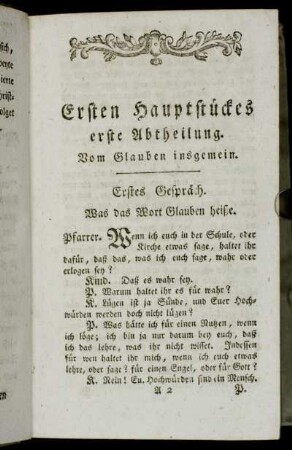 sich,
Ersten Hauptstückes
erste Abtheilung.
Vom Glauben insgemein.
Erstes Gespräch.
Was das Wort Glauben heiße.
Pfarrer. Wenn ich euch in der Schule, oder
Kirche etwas sage, haltet ihr
dafür, daß das, was ich euch sage, wahr oder
erlogen sey?
Kind. Daß es wahr sey.
P. Warum haltet ihr es für wahr?
K. Lügen ist ja Sünde, und Euer Hoch-
würden werden doch nicht lügen?
P. Was hätte ich für einen Nutzen, wenn
ich löge; ich bin ja nur darum bey euch, daß
ich das lehre, was ihr nicht wisset. Indessen
für wen haltet ihr mich, wenn ich euch etwas
lehre, oder sage? für einen Engel, oder für Gott?
K. Nein! Eu. Hochwürden sind ein Mensch.
A 2 P.